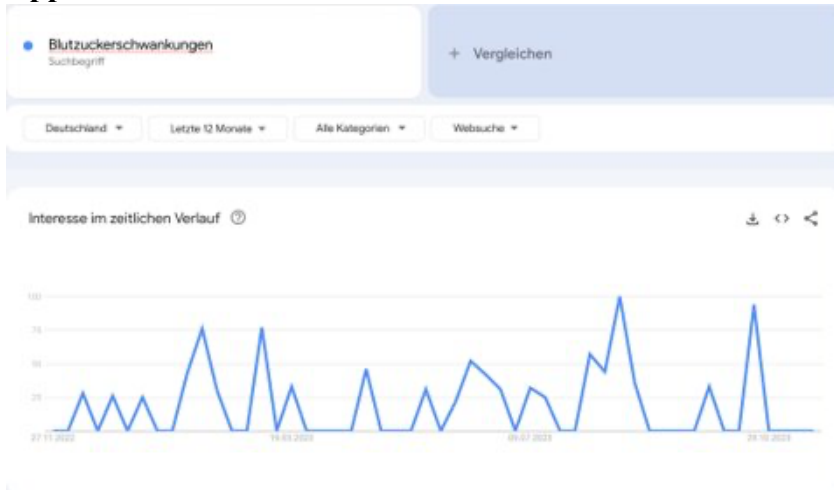 Blutzuckerschwankungen
Suchbegriff
+ Vergleichen
Deutschland
Letzte 12 Monate
Alle Kategorien
Websuche
Interesse im zeitlichen Verlauf
100
75
50
25
27.11.2022
19.03.2023
09.07.2023
29.10.2023